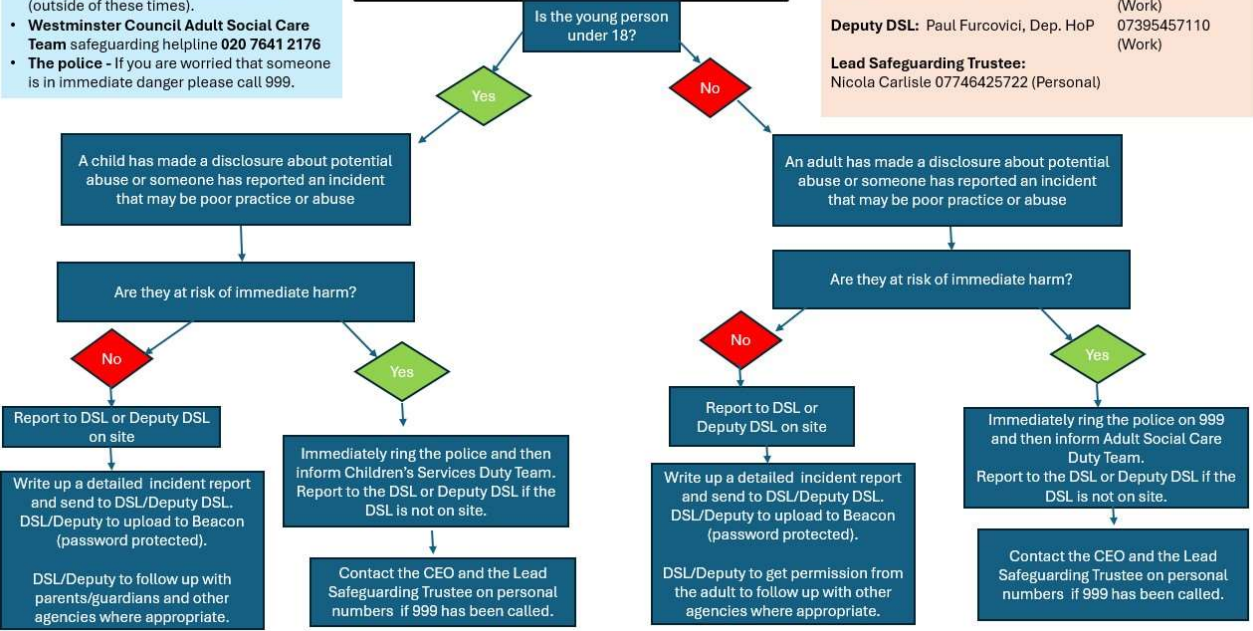 (outside of these times).
• Westminster Council Adult Social Care
Team safeguarding helpline 020 7641 2176
• The police - If you are worried that someone
is in immediate danger please call 999.
Is the young person
under 18?
(Work)
Deputy DSL: Paul Furcovici, Dep. HoP 07395457110
(Work)
Lead Safeguarding Trustee:
Nicola Carlisle 07746425722 (Personal)
Yes
No
A child has made a disclosure about potential
abuse or someone has reported an incident
that may be poor practice or abuse
An adult has made a disclosure about potential
abuse or someone has reported an incident
that may be poor practice or abuse
Are they at risk of immediate harm?
Are they at risk of immediate harm?
No
Yes
No
Yes
Report to DSL or Deputy DSL
on site
Immediately ring the police and then
inform Children's Services Duty Team.
Report to the DSL or Deputy DSL if the
DSL is not on site.
Report to DSL or
Deputy DSL on site
Immediately ring the police on 999
and then inform Adult Social Care
Duty Team.
Report to the DSL or Deputy DSL if the
DSL is not on site.
Write up a detailed incident report
and send to DSL/Deputy DSL.
DSL/Deputy to upload to Beacon
(password protected).
DSL/Deputy to follow up with
parents/guardians and other
agencies where appropriate.
Contact the CEO and the Lead
Safeguarding Trustee on personal
numbers if 999 has been called.
Write up a detailed incident report
and send to DSL/Deputy DSL.
DSL/Deputy to upload to Beacon
(password protected).
DSL/Deputy to get permission from
the adult to follow up with other
agencies where appropriate.
Contact the CEO and the Lead
Safeguarding Trustee on personal
numbers if 999 has been called.